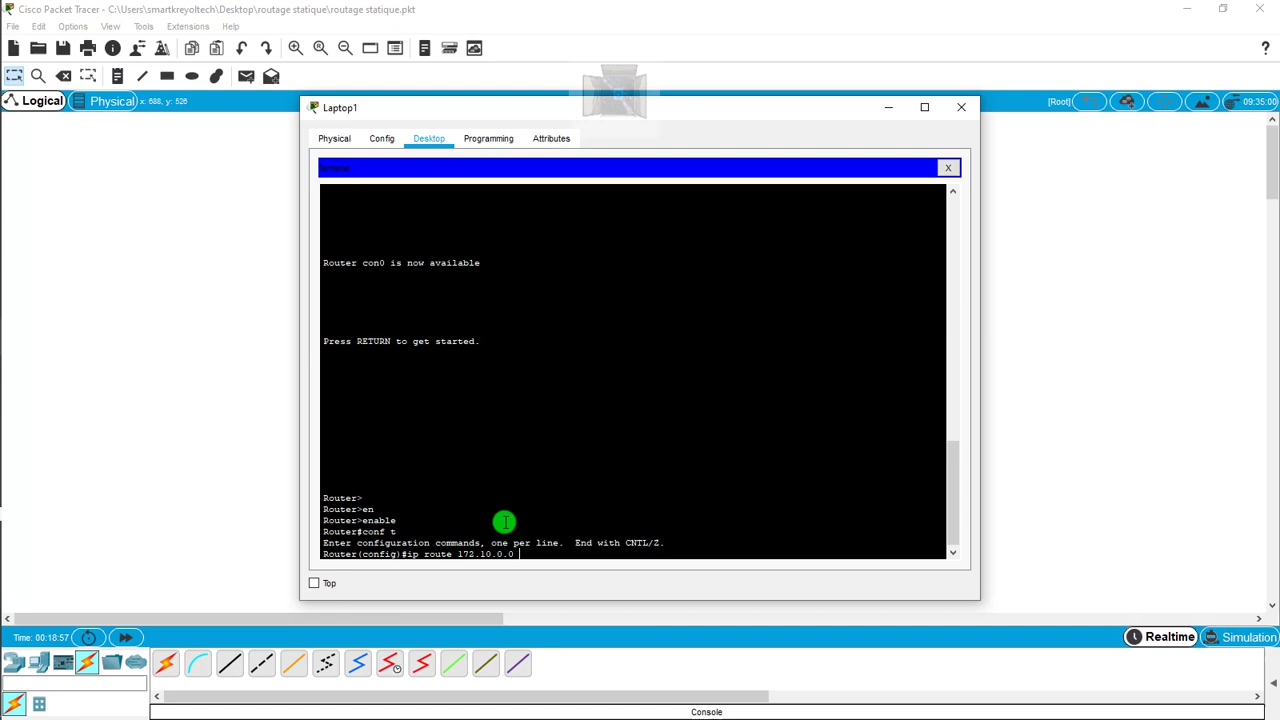 Cisco Packet Tracer - C:\Users\smartkreyoltech\Desktop\routage statique\routage statique.pkt
File Edit Options View Tools Extensions Help
Logical Physical x: 688, y: 526 [Root] 09:35:00
Laptop1
Physical Config Desktop Programming Attributes
X
Router con0 is now available
Press RETURN to get started.
Router>
Router>en
Router>enable
Router#conf t
Enter configuration commands, one per line. End with CNTL/Z.
Router(config)#ip route 172.10.0.0
Top
Time: 00:18:57 Realtime Simulation
Console